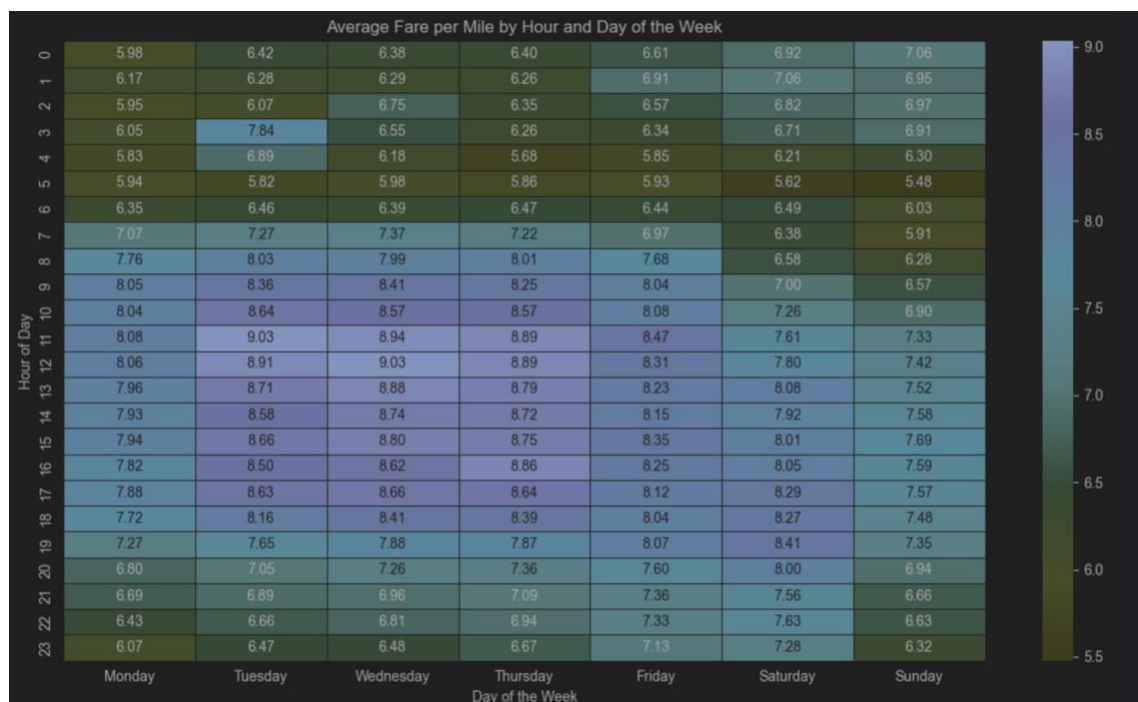 Average Fare per Mile by Hour and Day of the Week
0 5.98 6.42 6.38 6.40 6.61 6.92 7.06
1 6.17 6.28 6.29 6.26 6.91 7.06 6.95
2 5.95 6.07 6.75 6.35 6.57 6.82 6.97
3 6.05 7.84 6.55 6.26 6.34 6.71 6.91
4 5.83 6.89 6.18 5.68 5.85 6.21 6.30
5 5.94 5.82 5.98 5.86 5.93 5.62 5.48
6 6.35 6.46 6.39 6.47 6.44 6.49 6.03
7 7.07 7.27 7.37 7.22 6.97 6.38 5.91
8 7.76 8.03 7.99 8.01 7.68 6.58 6.28
9 8.05 8.36 8.41 8.25 8.04 7.00 6.57
10 8.04 8.64 8.57 8.57 8.08 7.26 6.90
11 8.08 9.03 8.94 8.89 8.47 7.61 7.33
12 8.06 8.91 9.03 8.89 8.31 7.80 7.42
13 7.96 8.71 8.88 8.79 8.23 8.08 7.52
14 7.93 8.58 8.74 8.72 8.15 7.92 7.58
15 7.94 8.66 8.80 8.75 8.35 8.01 7.69
16 7.82 8.50 8.62 8.86 8.25 8.05 7.59
17 7.88 8.63 8.66 8.64 8.12 8.29 7.57
18 7.72 8.16 8.41 8.39 8.04 8.27 7.48
19 7.27 7.65 7.88 7.87 8.07 8.41 7.35
20 6.80 7.05 7.26 7.36 7.60 8.00 6.94
21 6.69 6.89 6.96 7.09 7.36 7.56 6.66
22 6.43 6.66 6.81 6.94 7.33 7.63 6.63
23 6.07 6.47 6.48 6.67 7.13 7.28 6.32
Hour of Day
Monday Tuesday Wednesday Thursday Friday Saturday Sunday
Day of the Week
9.0
8.5
8.0
7.5
7.0
6.5
6.0
5.5